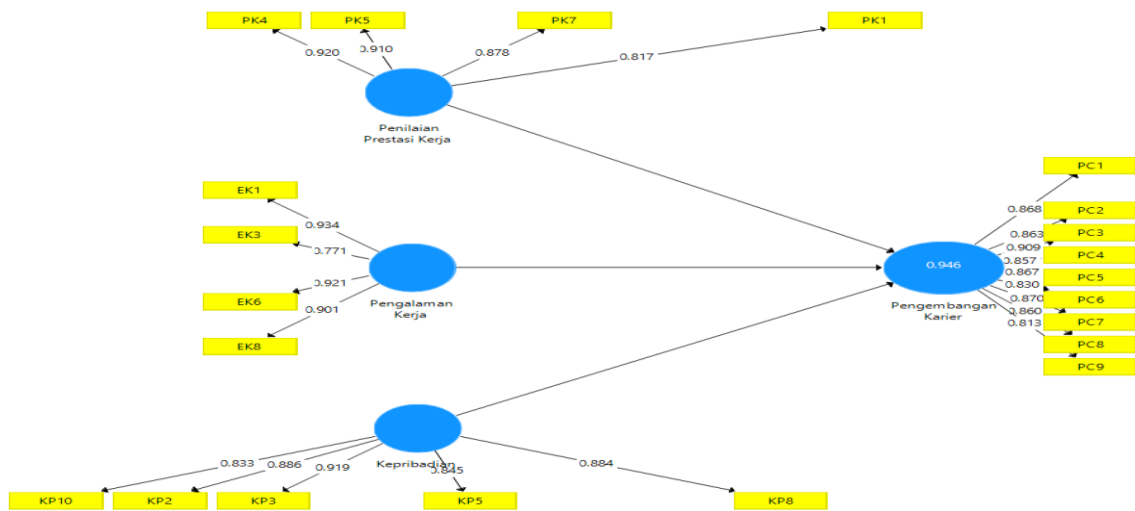 PK4
PK5
PK7
PK1
0.920
0.910
0.878
0.817
Penilaian
Prestasi Kerja
EK1
EK3
EK6
EK8
0.934
0.771
0.921
0.901
Pengalaman
Kerja
0.946
Pengembangan
Karier
PC1
PC2
PC3
PC4
PC5
PC6
PC7
PC8
PC9
0.868
0.863
0.909
0.857
0.867
0.830
0.870
0.860
0.813
Kepribadian
0.833
0.886
0.919
0.845
0.884
KP10
KP2
KP3
KP5
KP8